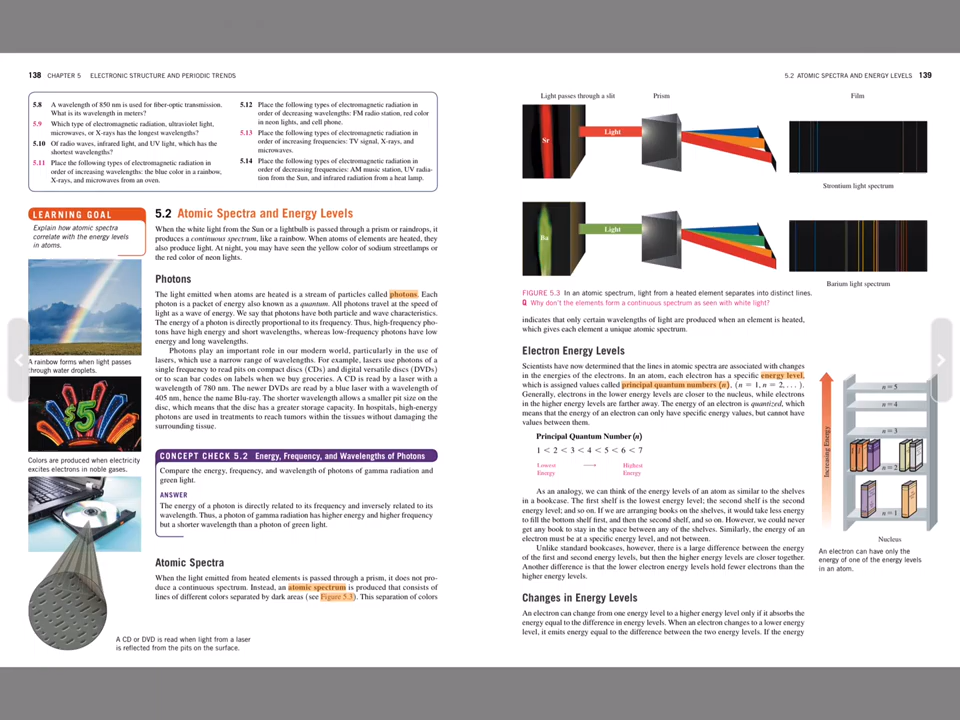 138 CHAPTER 5 ELECTRONIC STRUCTURE AND PERIODIC TRENDS
5.8 A wavelength of 850 nm is used for fiber-optic transmission.
What is its wavelength in meters?
5.9 Which type of electromagnetic radiation, ultraviolet light,
microwaves, or X-rays has the longest wavelengths?
5.10 Of radio waves, infrared light, and UV light, which has the
shortest wavelengths?
5.11 Place the following types of electromagnetic radiation in
order of increasing wavelengths: the blue color in a rainbow,
X-rays, and microwaves from an oven.
5.12 Place the following types of electromagnetic radiation in
order of decreasing wavelengths: FM radio station, red color
in neon lights, and cell phone.
5.13 Place the following types of electromagnetic radiation in
order of increasing frequencies: TV signal, X-rays, and
microwaves.
5.14 Place the following types of electromagnetic radiation in
order of decreasing frequencies: AM music station, UV radia-
tion from the Sun, and infrared radiation from a heat lamp.
LEARNING GOAL
Explain how atomic spectra
correlate with the energy levels
in atoms.
A rainbow forms when light passes
through water droplets.
$5
Colors are produced when electricity
excites electrons in noble gases.
A CD or DVD is read when light from a laser
is reflected from the pits on the surface.
5.2 Atomic Spectra and Energy Levels
When the white light from the Sun or a lightbulb is passed through a prism or raindrops, it
produces a continuous spectrum, like a rainbow. When atoms of elements are heated, they
also produce light. At night, you may have seen the yellow color of sodium streetlamps or
the red color of neon lights.
Photons
The light emitted when atoms are heated is a stream of particles called photons. Each
photon is a packet of energy also known as a quantum. All photons travel at the speed of
light as a wave of energy. We say that photons have both particle and wave characteristics.
The energy of a photon is directly proportional to its frequency. Thus, high-frequency pho-
tons have high energy and short wavelengths, whereas low-frequency photons have low
energy and long wavelengths.
Photons play an important role in our modern world, particularly in the use of
lasers, which use a narrow range of wavelengths. For example, lasers use photons of a
single frequency to read pits on compact discs (CDs) and digital versatile discs (DVDs)
or to scan bar codes on labels when we buy groceries. A CD is read by a laser with a
wavelength of 780 nm. The newer DVDs are read by a blue laser with a wavelength of
405 nm, hence the name Blu-ray. The shorter wavelength allows a smaller pit size on the
disc, which means that the disc has a greater storage capacity. In hospitals, high-energy
photons are used in treatments to reach tumors within the tissues without damaging the
surrounding tissue.
CONCEPT CHECK 5.2 Energy, Frequency, and Wavelengths of Photons
Compare the energy, frequency, and wavelength of photons of gamma radiation and
green light.
ANSWER
The energy of a photon is directly related to its frequency and inversely related to its
wavelength. Thus, a photon of gamma radiation has higher energy and higher frequency
but a shorter wavelength than a photon of green light.
Atomic Spectra
When the light emitted from heated elements is passed through a prism, it does not pro-
duce a continuous spectrum. Instead, an atomic spectrum is produced that consists of
lines of different colors separated by dark areas (see Figure 5.3). This separation of colors
5.2 ATOMIC SPECTRA AND ENERGY LEVELS 139
Light passes through a slit Prism Film
Sr
Light
Strontium light spectrum
Ba
Light
Barium light spectrum
FIGURE 5.3 In an atomic spectrum, light from a heated element separates into distinct lines.
Q Why don't the elements form a continuous spectrum as seen with white light?
indicates that only certain wavelengths of light are produced when an element is heated,
which gives each element a unique atomic spectrum.
Electron Energy Levels
Scientists have now determined that the lines in atomic spectra are associated with changes
in the energies of the electrons. In an atom, each electron has a specific energy level,
which is assigned values called principal quantum numbers (n), (n = 1, n = 2, . . . ).
Generally, electrons in the lower energy levels are closer to the nucleus, while electrons
in the higher energy levels are farther away. The energy of an electron is quantized, which
means that the energy of an electron can only have specific energy values, but cannot have
values between them.
Principal Quantum Number (n)
1 < 2 < 3 < 4 < 5 < 6 < 7
Lowest → Highest
Energy Energy
As an analogy, we can think of the energy levels of an atom as similar to the shelves
in a bookcase. The first shelf is the lowest energy level; the second shelf is the second
energy level; and so on. If we are arranging books on the shelves, it would take less energy
to fill the bottom shelf first, and then the second shelf, and so on. However, we could never
get any book to stay in the space between any of the shelves. Similarly, the energy of an
electron must be at a specific energy level, and not between.
Unlike standard bookcases, however, there is a large difference between the energy
of the first and second energy levels, but then the higher energy levels are closer together.
Another difference is that the lower electron energy levels hold fewer electrons than the
higher energy levels.
Changes in Energy Levels
An electron can change from one energy level to a higher energy level only if it absorbs the
energy equal to the difference in energy levels. When an electron changes to a lower energy
level, it emits energy equal to the difference between the two energy levels. If the energy
Increasing Energy
n = 5
n = 4
n = 3
n = 2
n = 1
Nucleus
An electron can have only the
energy of one of the energy levels
in an atom.